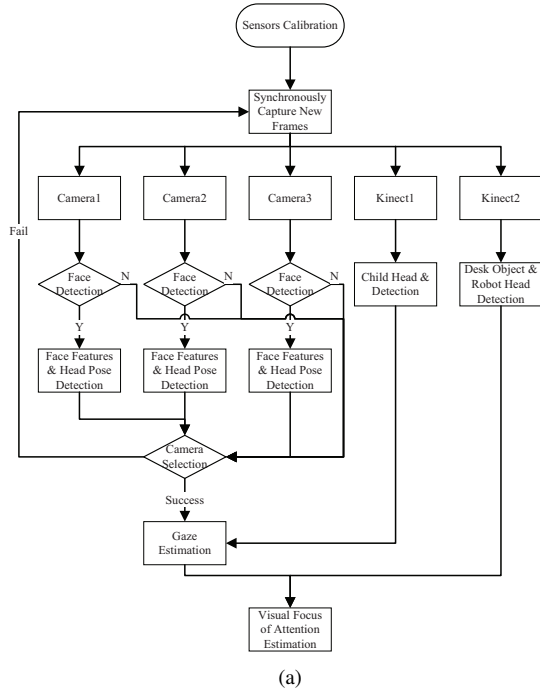 Sensors Calibration
Synchronously
Capture New
Frames
Camera1
Camera2
Camera3
Kinect1
Kinect2
Fail
Face
Detection
N
Face
Detection
N
Face
Detection
N
Child Head &
Detection
Desk Object &
Robot Head
Detection
Y
Y
Y
Face Features
& Head Pose
Detection
Face Features
& Head Pose
Detection
Face Features
& Head Pose
Detection
Camera
Selection
Success
Gaze
Estimation
Visual Focus
of Attention
Estimation
(a)